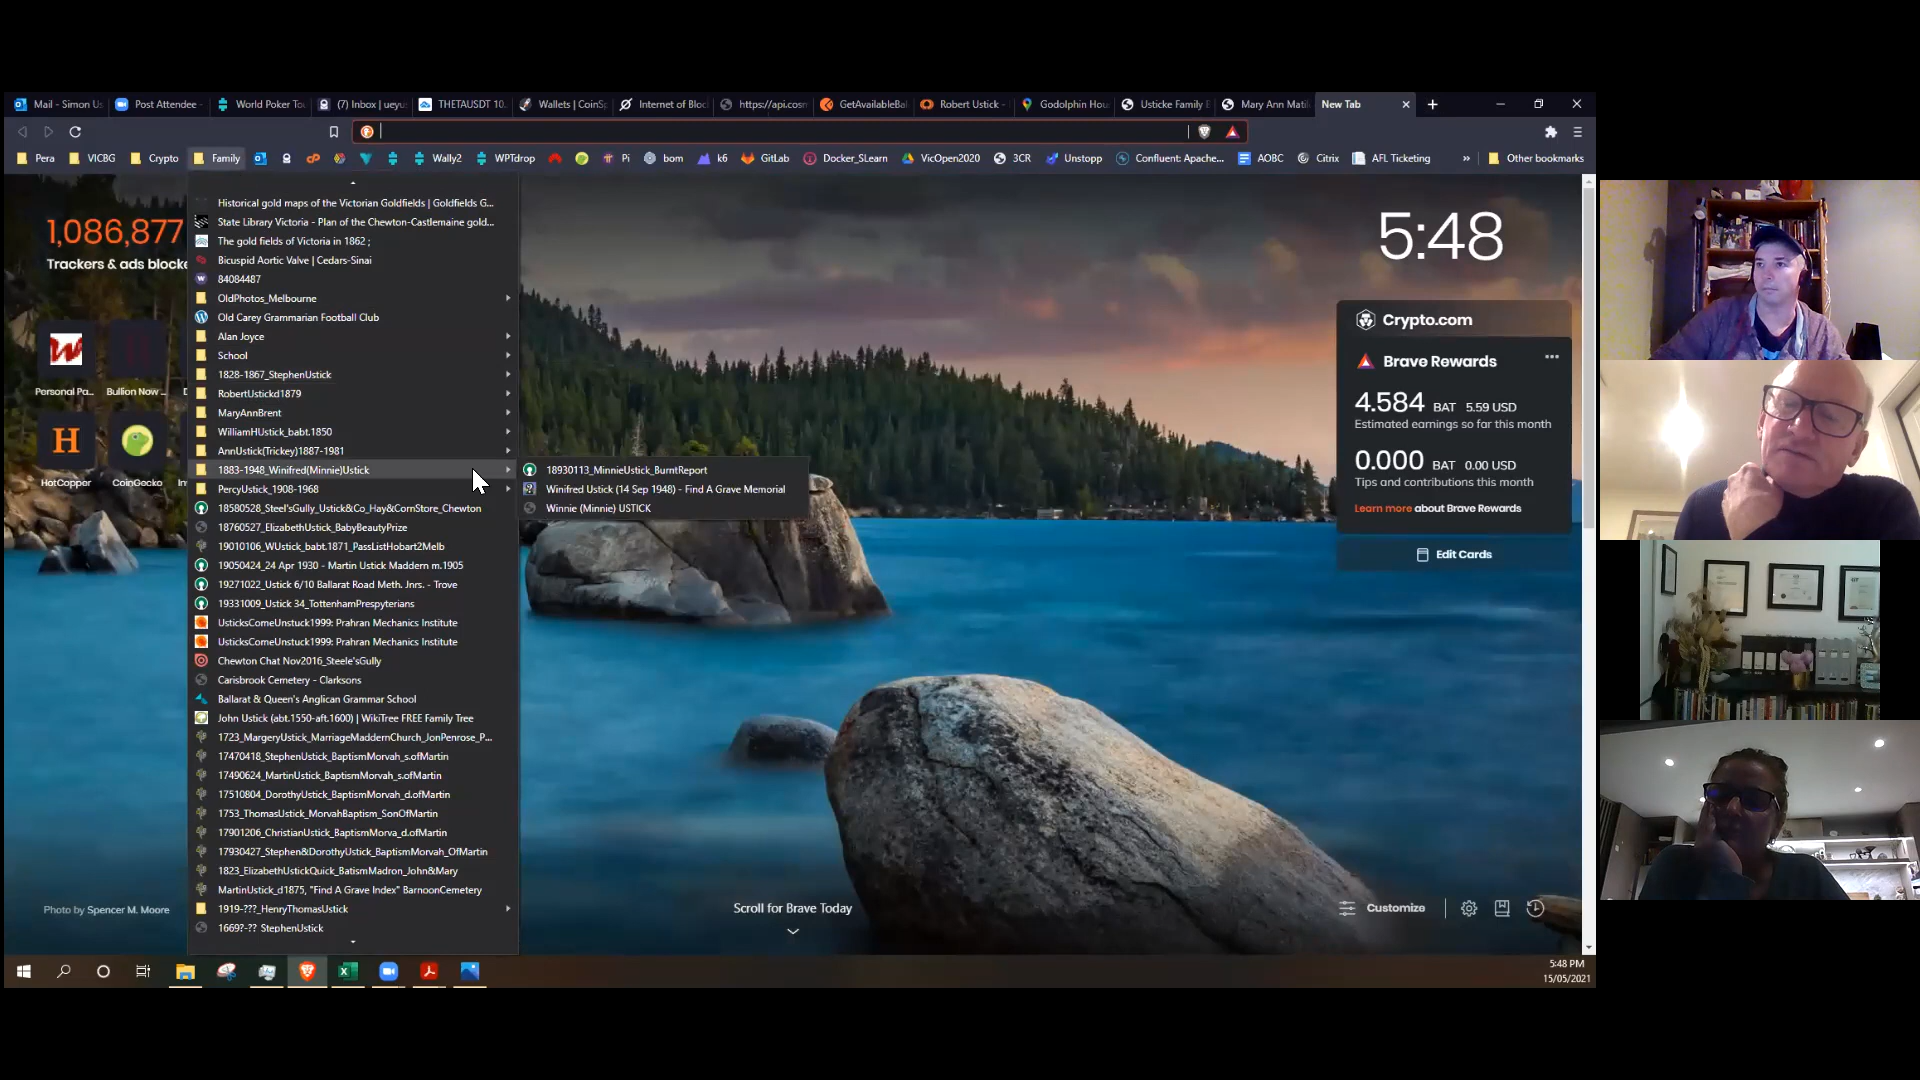 Mail - Simon Us
Post Attendee -
World Poker Tou
(7) Inbox | ueyus
THETAUSDT 10.
Wallets | CoinSp
Internet of Bloc
https://api.cosm
GetAvailableBal
Robert Ustick -
Godolphin Hou
Usticke Family E
Mary Ann Matil
New Tab
Pera
VICBG
Crypto
Family
Wally2
WPTdrop
Pi
bom
k6
GitLab
Docker_SLearn
VicOpen2020
3CR
Unstopp
Confluent: Apache...
AOBC
Citrix
AFL Ticketing
»
Other bookmarks
1,086,877
Trackers & ads blocke
Personal Pa...
Bullion Now ...
HotCopper
CoinGecko
Historical gold maps of the Victorian Goldfields | Goldfields G...
State Library Victoria - Plan of the Chewton-Castlemaine gold...
The gold fields of Victoria in 1862 ;
Bicuspid Aortic Valve | Cedars-Sinai
84084487
OldPhotos_Melbourne
Old Carey Grammarian Football Club
Alan Joyce
School
1828-1867_StephenUstick
RobertUstickd1879
MaryAnnBrent
WilliamHUstick_babt.1850
AnnUstick(Trickey)1887-1981
1883-1948_Winifred(Minnie)Ustick
PercyUstick_1908-1968
18580528_Steel'sGully_Ustick&Co_Hay&CornStore_Chewton
18760527_ElizabethUstick_BabyBeautyPrize
19010106_WUstick_babt.1871_PassListHobart2Melb
19050424_24 Apr 1930 - Martin Ustick Maddern m.1905
19271022_Ustick 6/10 Ballarat Road Meth. Jnrs. - Trove
19331009_Ustick 34_TottenhamPrespyterians
UsticksComeUnstuck1999: Prahran Mechanics Institute
UsticksComeUnstuck1999: Prahran Mechanics Institute
Chewton Chat Nov2016_Steele'sGully
Carisbrook Cemetery - Clarksons
Ballarat & Queen's Anglican Grammar School
John Ustick (abt.1550-aft.1600) | WikiTree FREE Family Tree
1723_MargeryUstick_MarriageMaddernChurch_JonPenrose_P...
17470418_StephenUstick_BaptismMorvah_s.ofMartin
17490624_MartinUstick_BaptismMorvah_s.ofMartin
17510804_DorothyUstick_BaptismMorvah_d.ofMartin
1753_ThomasUstick_MorvahBaptism_SonOfMartin
17901206_ChristianUstick_BaptismMorva_d.ofMartin
17930427_Stephen&DorothyUstick_BaptismMorvah_OfMartin
1823_ElizabethUstickQuick_BatismMadron_John&Mary
MartinUstick_d1875, "Find A Grave Index" BarnoonCemetery
1919-???_HenryThomasUstick
1669?-?? StephenUstick
18930113_MinnieUstick_BurntReport
Winifred Ustick (14 Sep 1948) - Find A Grave Memorial
Winnie (Minnie) USTICK
5:48
Crypto.com
Brave Rewards
4.584 BAT 5.59 USD
Estimated earnings so far this month
0.000 BAT 0.00 USD
Tips and contributions this month
Learn more about Brave Rewards
Edit Cards
Photo by Spencer M. Moore
Scroll for Brave Today
Customize
5:48 PM
15/05/2021